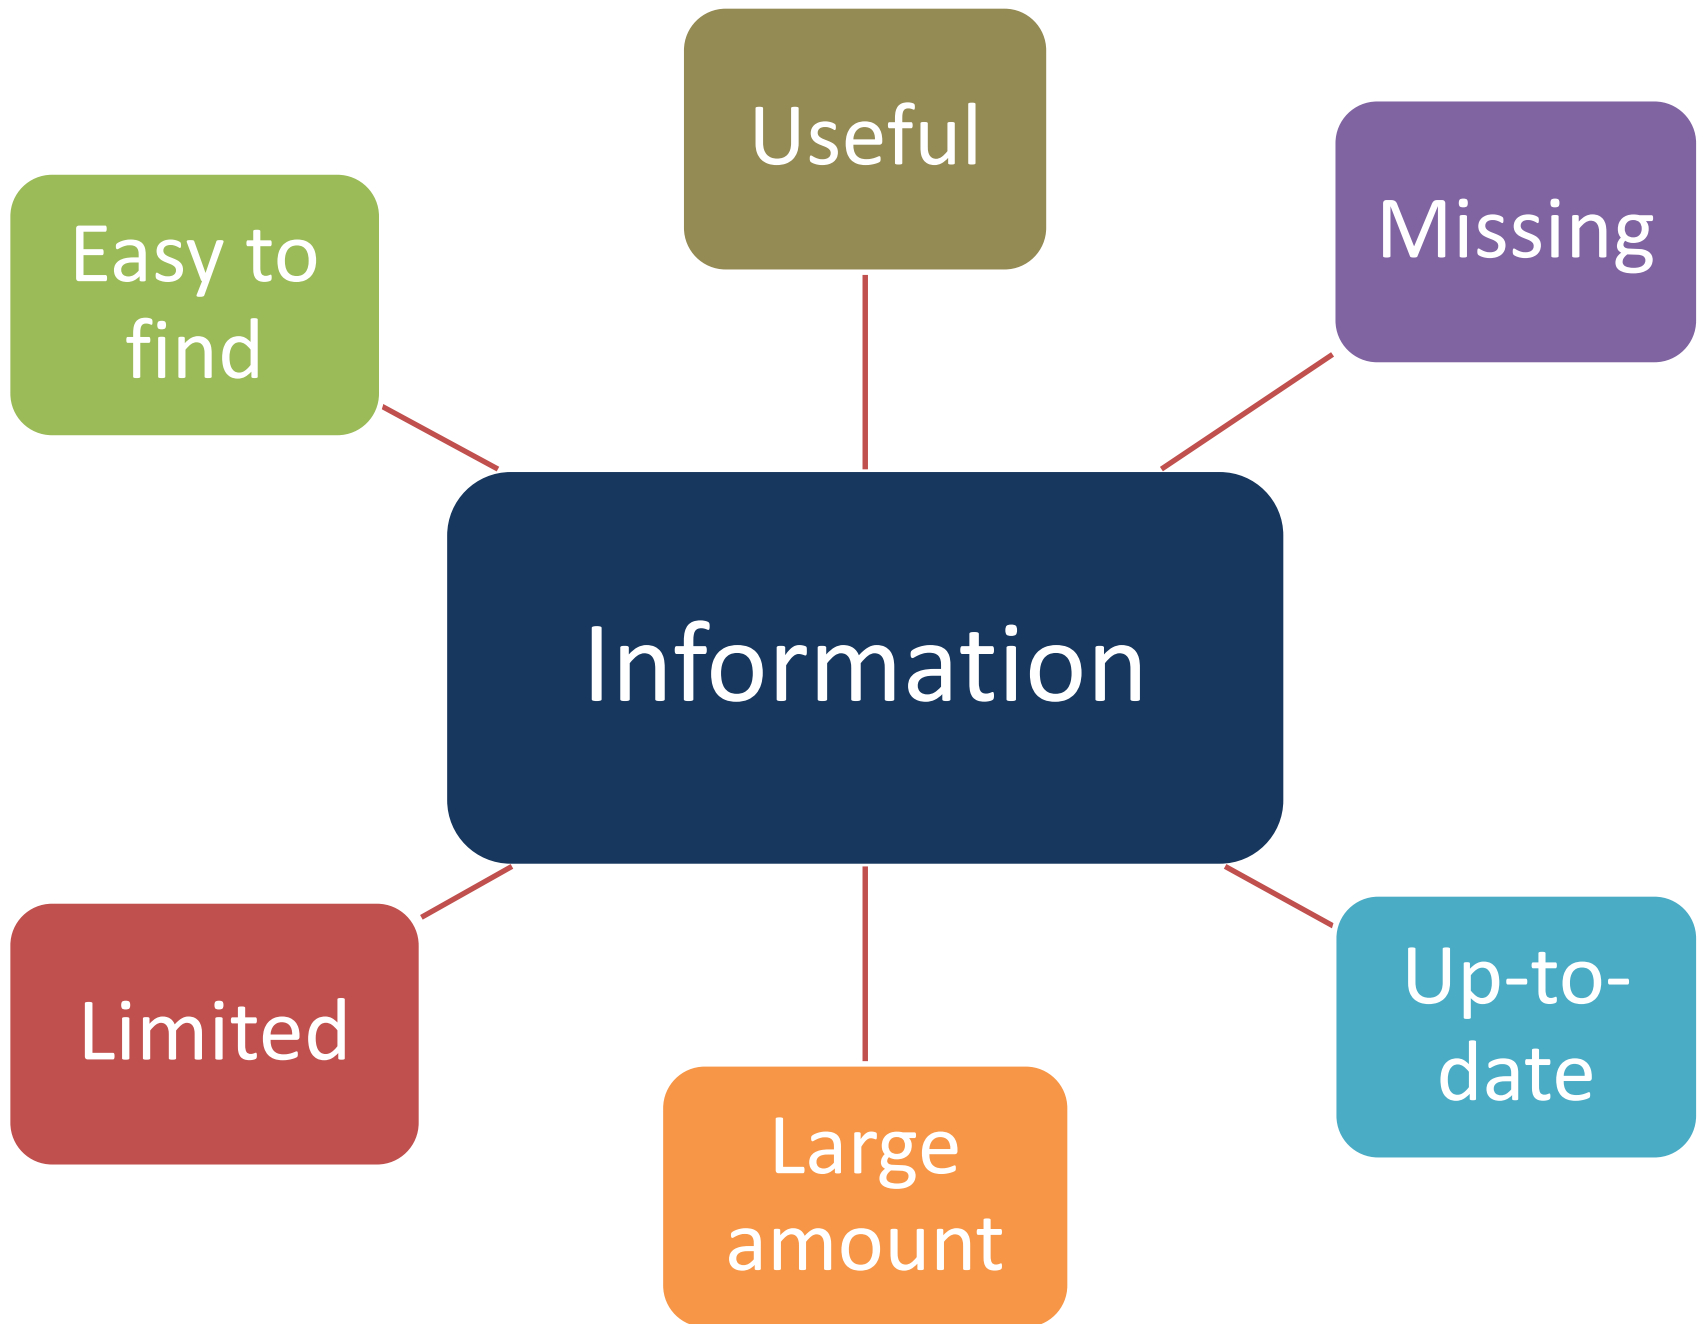 Useful
Missing
Easy to
find
Information
Limited
Up-to-
date
Large
amount